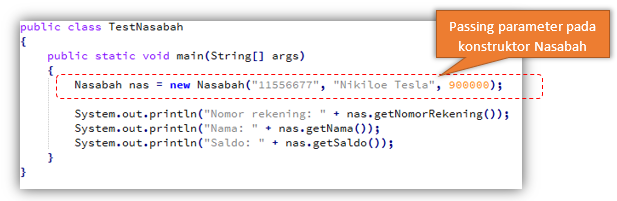 Passing parameter pada
konstruktor Nasabah
public class TestNasabah
{
public static void main(String[] args)
{
Nasabah nas = new Nasabah("11556677", "Nikiloe Tesla", 900000);
System.out.println("Nomor rekening: " + nas.getNomorRekening());
System.out.println("Nama: " + nas.getNama());
System.out.println("Saldo: " + nas.getSaldo());
}
}